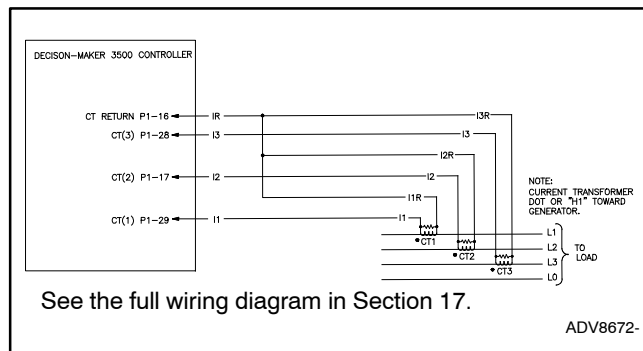 DECISON-MAKER 3500 CONTROLLER
CT RETURN P1-16 IR I3R
CT(3) P1-28 I3 I3
I2R
CT(2) P1-17 I2 I2
I1R
CT(1) P1-29 I1 I1
NOTE:
CURRENT TRANSFORMER
DOT OR "H1" TOWARD
GENERATOR.
CT1 L1
CT2 L2
CT3 L3
L0
TO
LOAD
See the full wiring diagram in Section 17.
ADV8672-